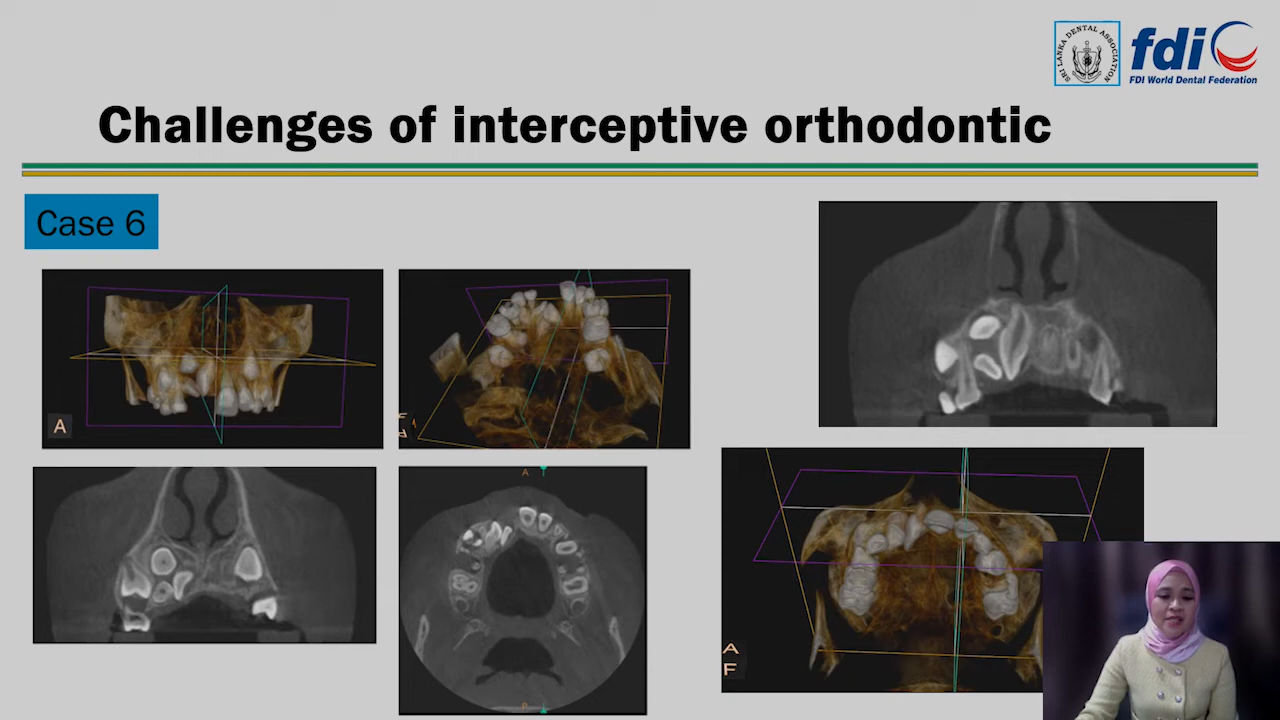 SRI LANKA DENTAL ASSOCIATION
fdi
FDI World Dental Federation
Challenges of interceptive orthodontic
Case 6
A
A
P
A
F